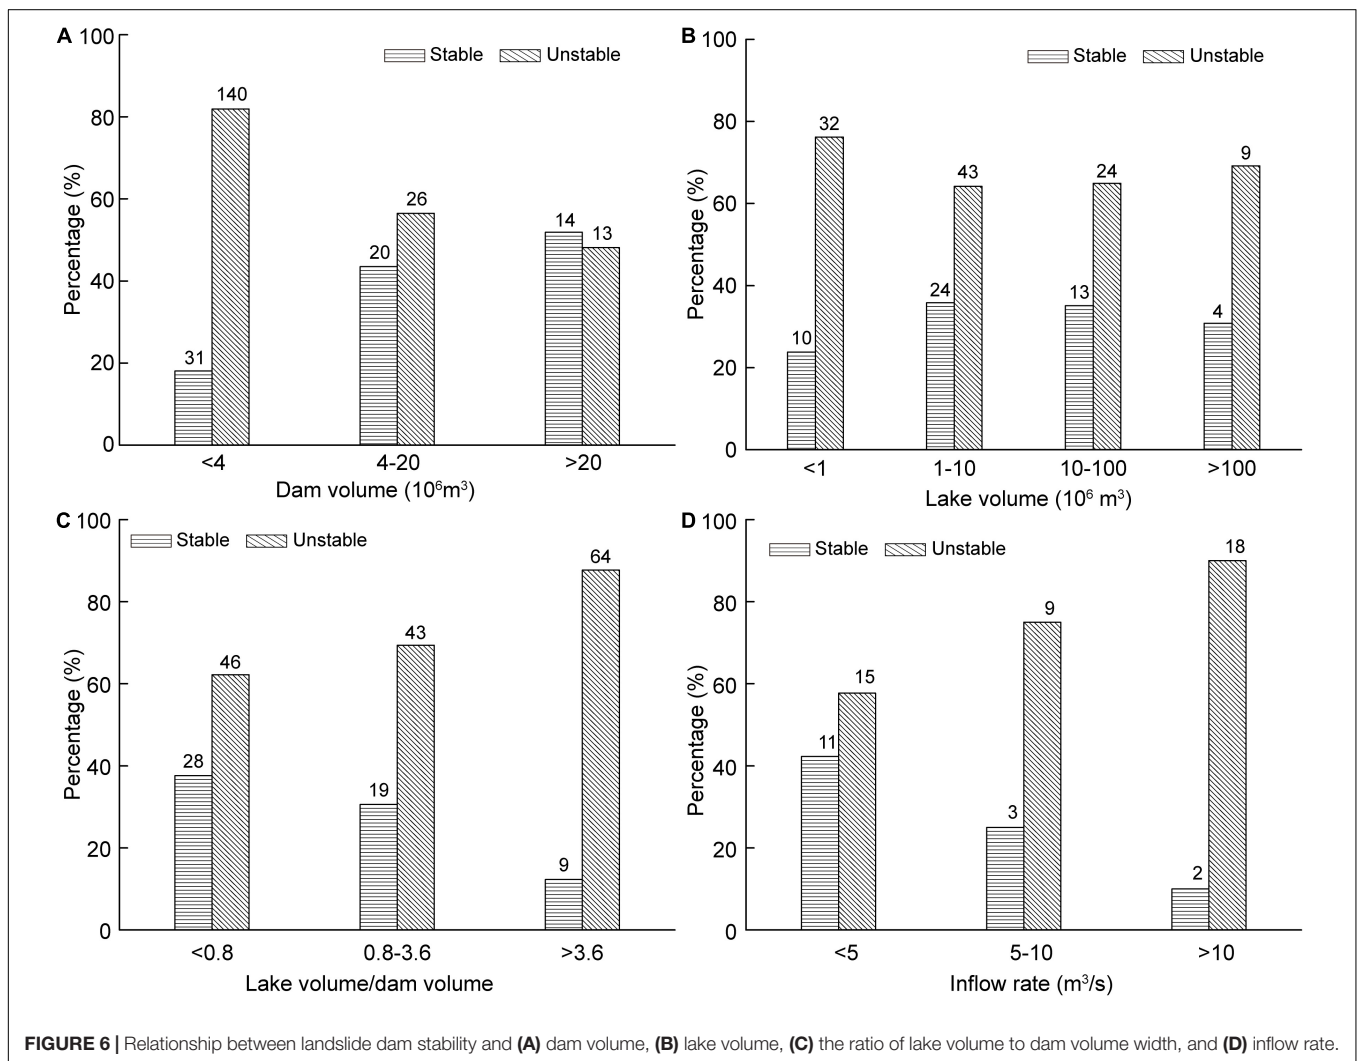 A
100
80
60
40
20
0
Percentage (%)
Stable Unstable
31
140
20
26
14
13
<4 4-20 >20
Dam volume (10⁶m³)
B
100
80
60
40
20
0
Percentage (%)
Stable Unstable
10
32
24
43
13
24
4
9
<1 1-10 10-100 >100
Lake volume (10⁶ m³)
C
100
80
60
40
20
0
Percentage (%)
Stable Unstable
28
46
19
43
9
64
<0.8 0.8-3.6 >3.6
Lake volume/dam volume
D
100
80
60
40
20
0
Percentage (%)
Stable Unstable
11
15
3
9
2
18
<5 5-10 >10
Inflow rate (m³/s)
FIGURE 6 | Relationship between landslide dam stability and (A) dam volume, (B) lake volume, (C) the ratio of lake volume to dam volume width, and (D) inflow rate.